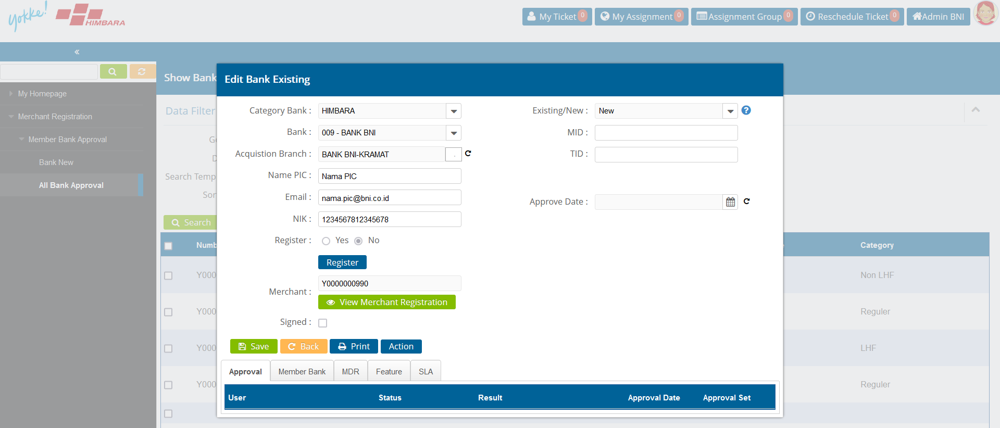 yokke!
HIMBARA
My Ticket 0
My Assignment 0
Assignment Group 0
Reschedule Ticket 0
Admin BNI
«
Show Bank
Edit Bank Existing
My Homepage
Merchant Registration
Member Bank Approval
Bank New
All Bank Approval
Data Filter
Search Temp
Sor
Search
Category Bank : HIMBARA
Existing/New : New
Bank : 009 - BANK BNI
MID :
Acquistion Branch : BANK BNI-KRAMAT .
TID :
Name PIC : Nama PIC
Email : nama.pic@bni.co.id
Approve Date :
NIK : 1234567812345678
Register : Yes No
Register
Merchant : Y0000000990
View Merchant Registration
Signed :
Save Back Print Action
Approval Member Bank MDR Feature SLA
User Status Result Approval Date Approval Set
Numb Category
Y000 Non LHF
Y000 Reguler
Y000 LHF
Y000 Reguler